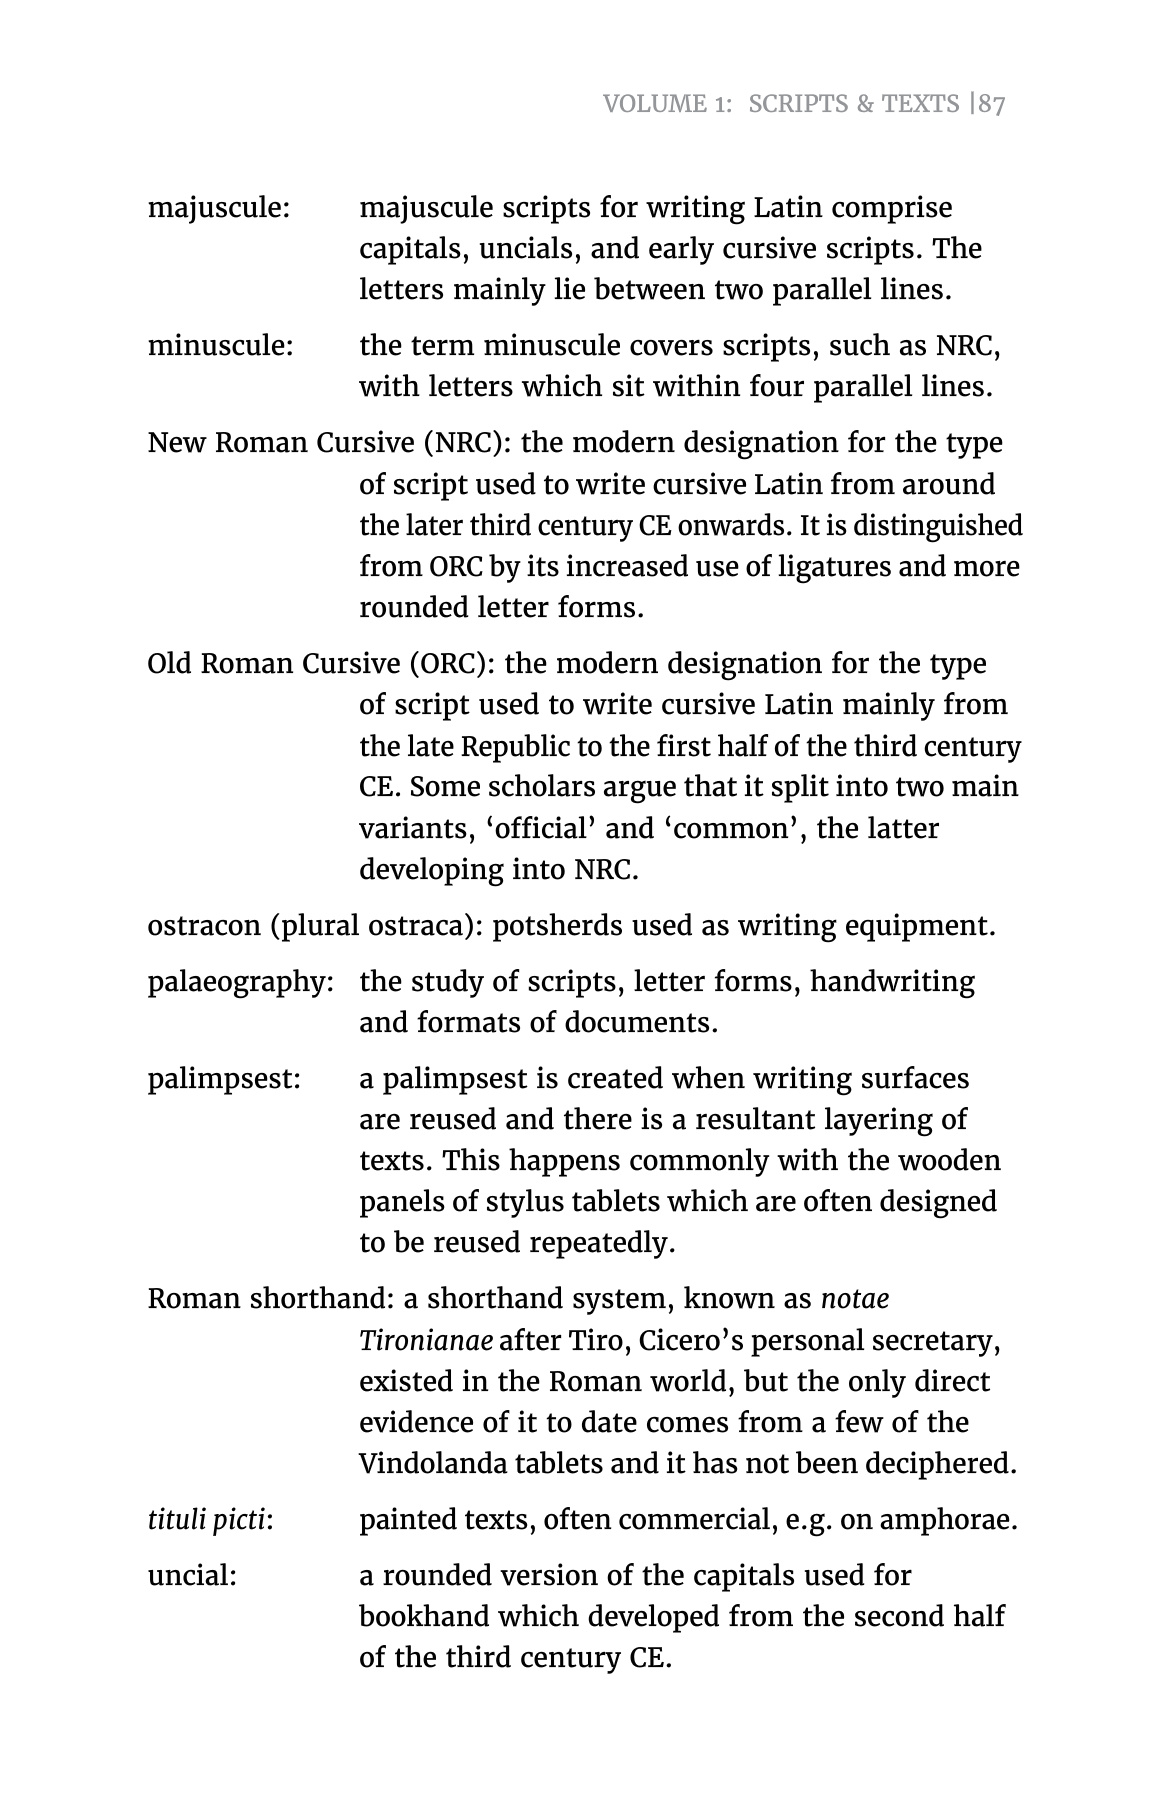 VOLUME 1: SCRIPTS & TEXTS |87
majuscule: majuscule scripts for writing Latin comprise
capitals, uncials, and early cursive scripts. The
letters mainly lie between two parallel lines.
minuscule: the term minuscule covers scripts, such as NRC,
with letters which sit within four parallel lines.
New Roman Cursive (NRC): the modern designation for the type
of script used to write cursive Latin from around
the later third century CE onwards. It is distinguished
from ORC by its increased use of ligatures and more
rounded letter forms.
Old Roman Cursive (ORC): the modern designation for the type
of script used to write cursive Latin mainly from
the late Republic to the first half of the third century
CE. Some scholars argue that it split into two main
variants, ‘official’ and ‘common’, the latter
developing into NRC.
ostracon (plural ostraca): potsherds used as writing equipment.
palaeography: the study of scripts, letter forms, handwriting
and formats of documents.
palimpsest: a palimpsest is created when writing surfaces
are reused and there is a resultant layering of
texts. This happens commonly with the wooden
panels of stylus tablets which are often designed
to be reused repeatedly.
Roman shorthand: a shorthand system, known as notae
Tironianae after Tiro, Cicero’s personal secretary,
existed in the Roman world, but the only direct
evidence of it to date comes from a few of the
Vindolanda tablets and it has not been deciphered.
tituli picti: painted texts, often commercial, e.g. on amphorae.
uncial: a rounded version of the capitals used for
bookhand which developed from the second half
of the third century CE.